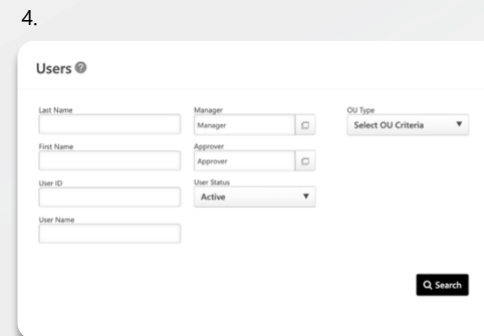 4.
Users ?
Last Name
Manager
OU Type
Manager
Select OU Criteria
First Name
Approver
Approver
User ID
User Status
Active
User Name
Search